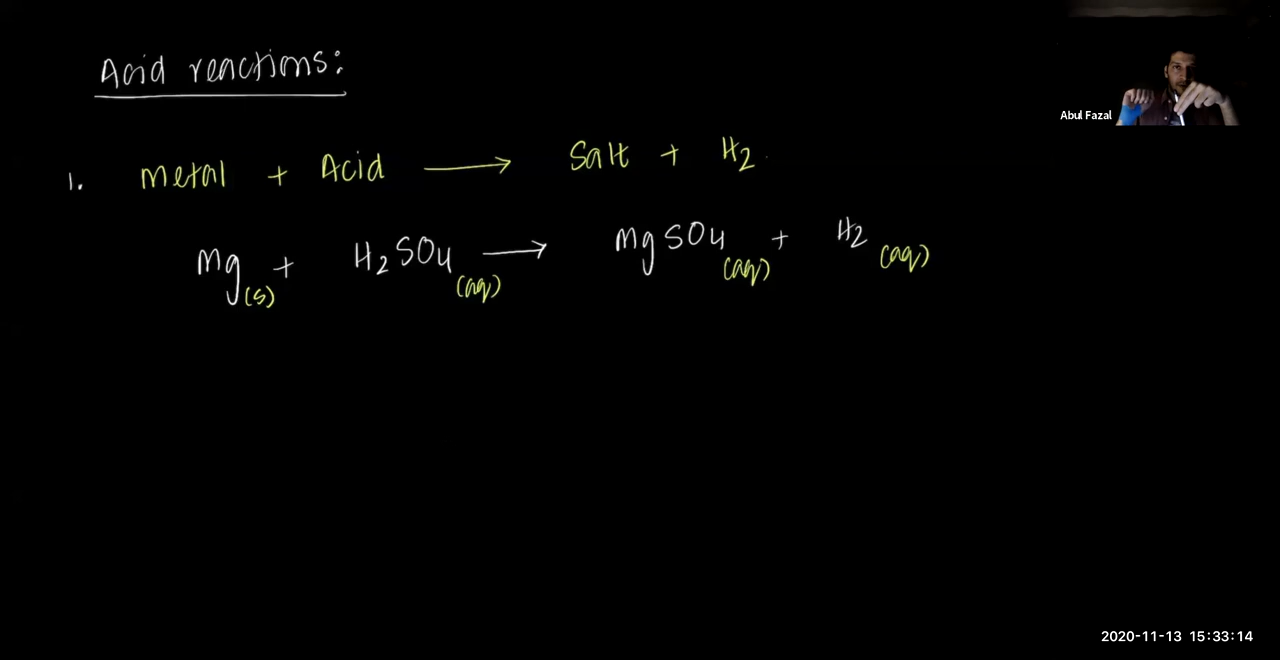 Acid reactions:
Abul Fazal
1. Metal + Acid → Salt + H2
Mg(s) + H2SO4(aq) → MgSO4(aq) + H2(aq)
2020-11-13 15:33:14